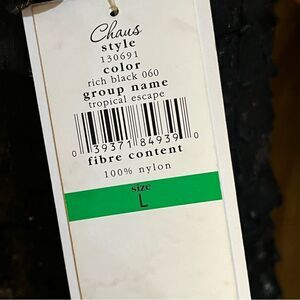 Chaus
style
130691
color
rich black 060
group name
tropical escape
0 39371 84939 0
fibre content
100% nylon
size
L